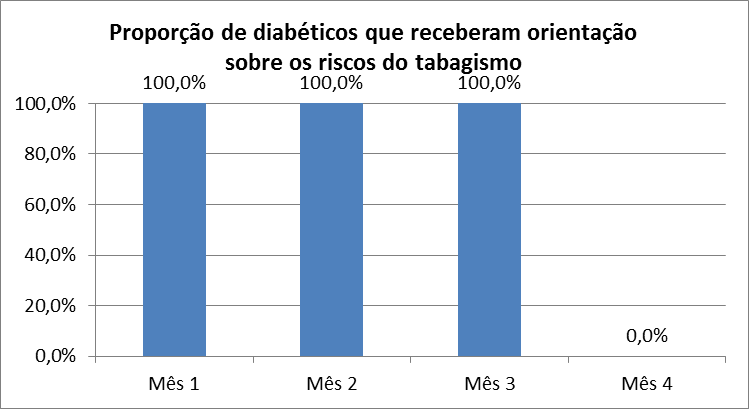 Proporção de diabéticos que receberam orientação
sobre os riscos do tabagismo
100,0% 100,0% 100,0%
100,0%
80,0%
60,0%
40,0%
20,0%
0,0%
0,0%
Mês 1 Mês 2 Mês 3 Mês 4